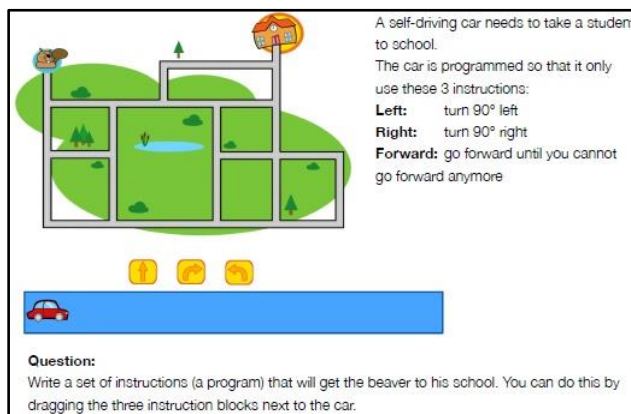 A self-driving car needs to take a studen
to school.
The car is programmed so that it only
use these 3 instructions:
Left: turn 90° left
Right: turn 90° right
Forward: go forward until you cannot
go forward anymore
Question:
Write a set of instructions (a program) that will get the beaver to his school. You can do this by
dragging the three instruction blocks next to the car.